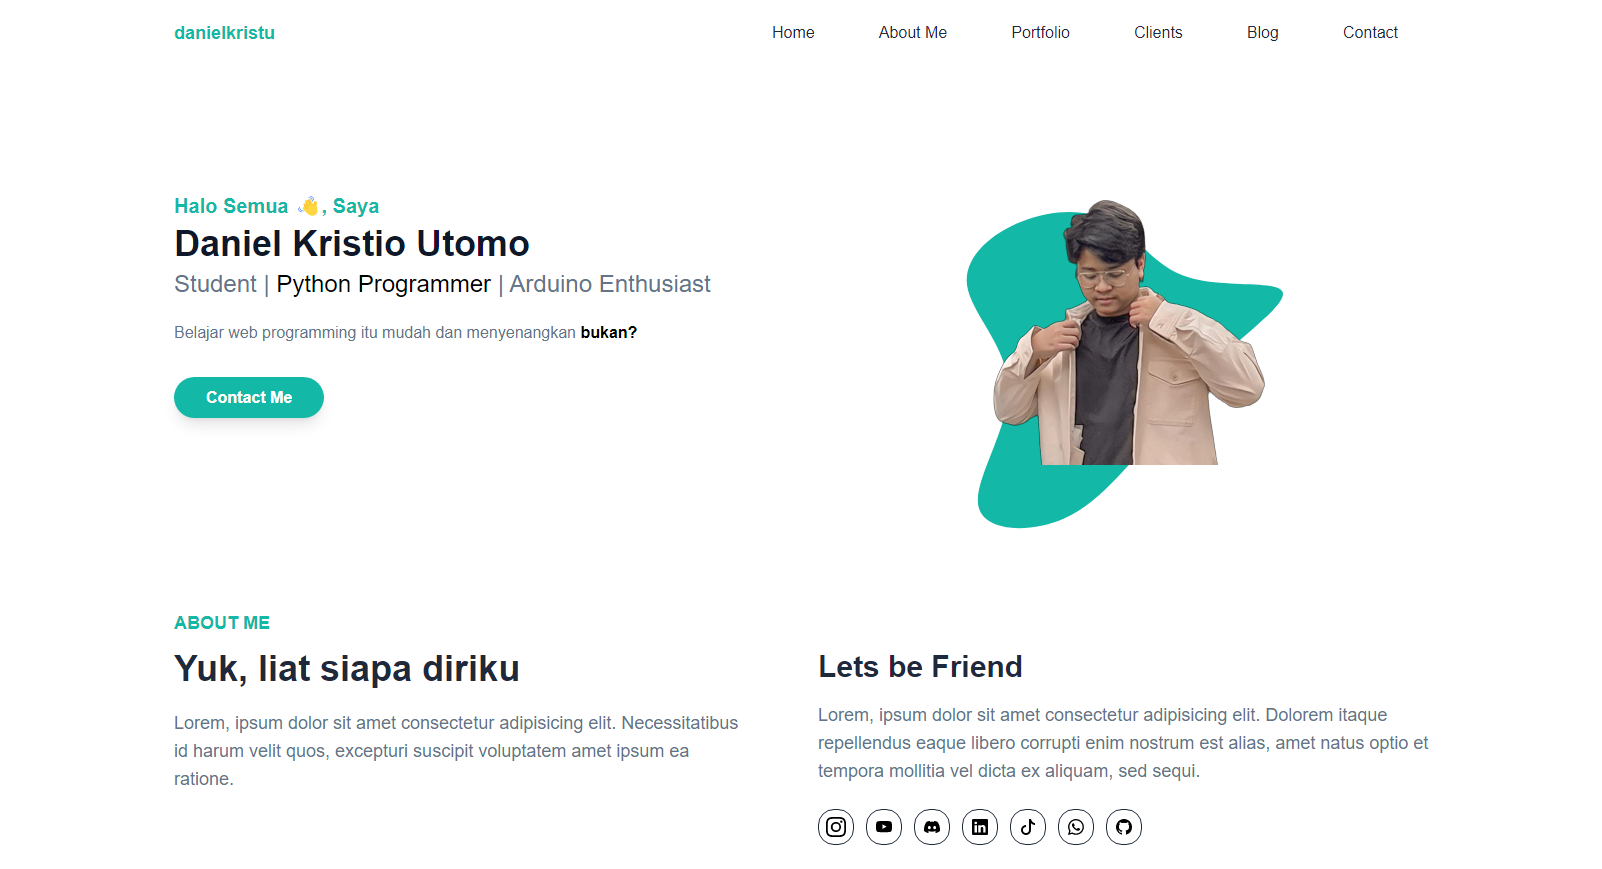 danielkristu
Home About Me Portfolio Clients Blog Contact
Halo Semua 👋, Saya
Daniel Kristio Utomo
Student | Python Programmer | Arduino Enthusiast
Belajar web programming itu mudah dan menyenangkan bukan?
Contact Me
ABOUT ME
Yuk, liat siapa diriku
Lorem, ipsum dolor sit amet consectetur adipisicing elit. Necessitatibus
id harum velit quos, excepturi suscipit voluptatem amet ipsum ea
ratione.
Lets be Friend
Lorem, ipsum dolor sit amet consectetur adipisicing elit. Dolorem itaque
repellendus eaque libero corrupti enim nostrum est alias, amet natus optio et
tempora mollitia vel dicta ex aliquam, sed sequi.